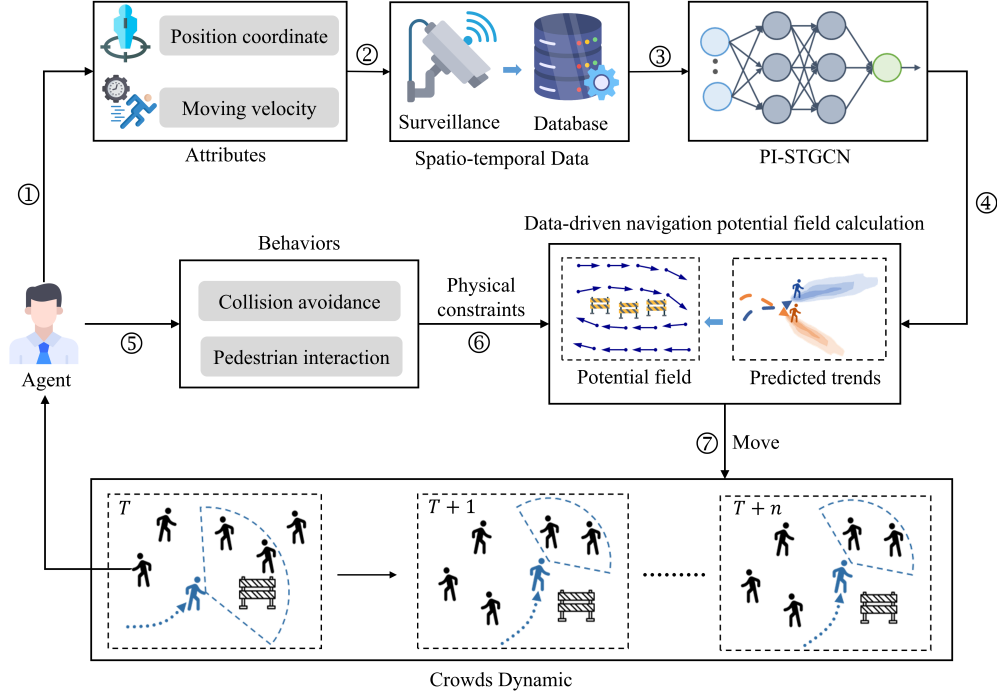 Position coordinate
Moving velocity
Attributes
②
Surveillance
Database
Spatio-temporal Data
③
PI-STGCN
①
④
Behaviors
Collision avoidance
Pedestrian interaction
Agent
⑤
Physical
constraints
⑥
Data-driven navigation potential field calculation
Potential field
Predicted trends
⑦
Move
T
T + 1
T + n
Crowds Dynamic